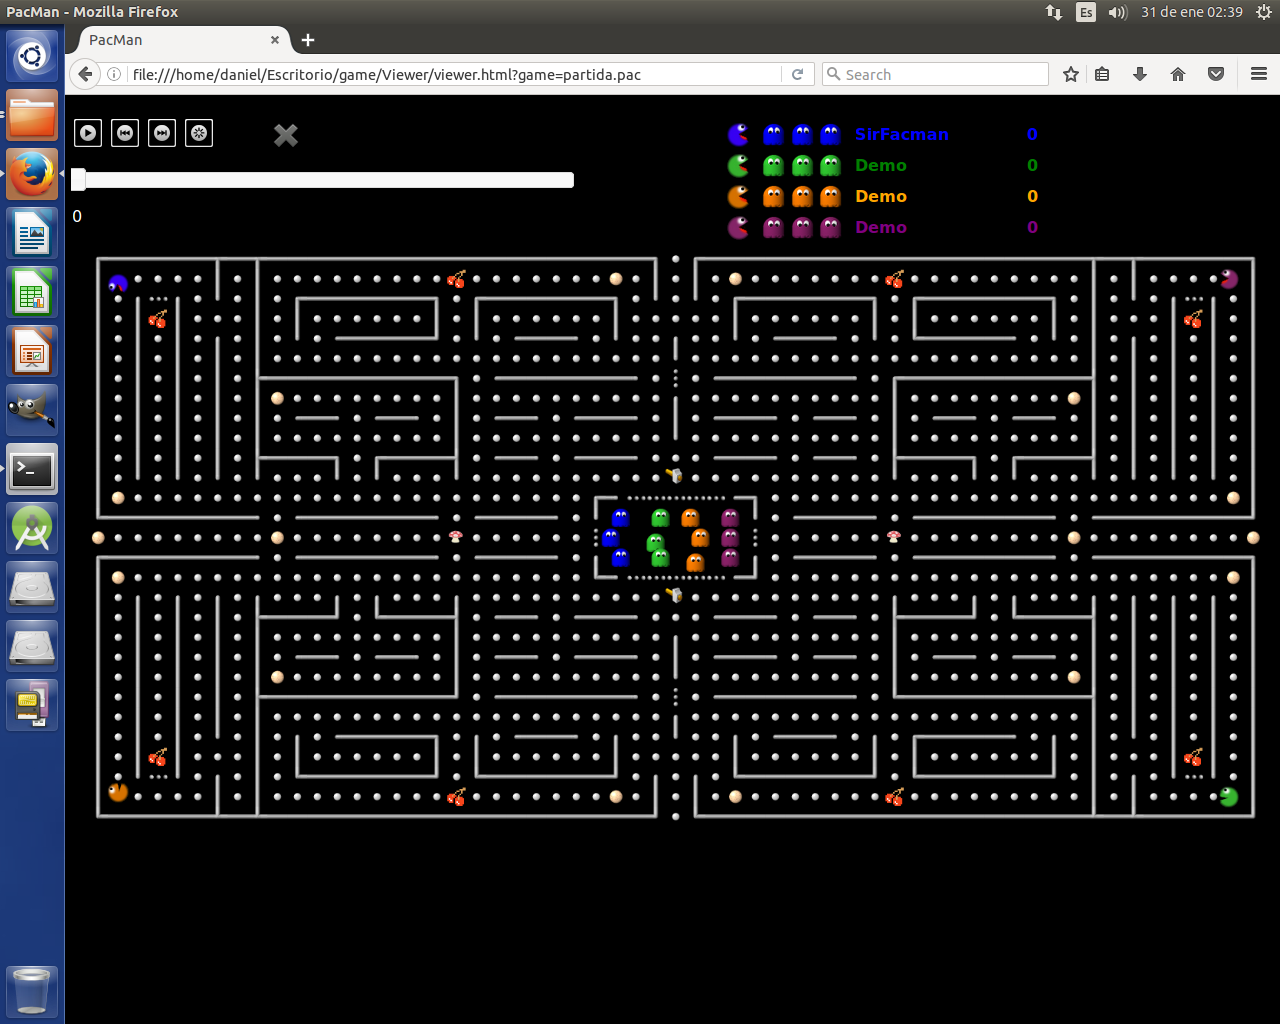 PacMan - Mozilla Firefox
Es
31 de ene 02:39
PacMan
file:///home/daniel/Escritorio/game/Viewer/viewer.html?game=partida.pac
Search
SirFacman 0
Demo 0
Demo 0
Demo 0
0